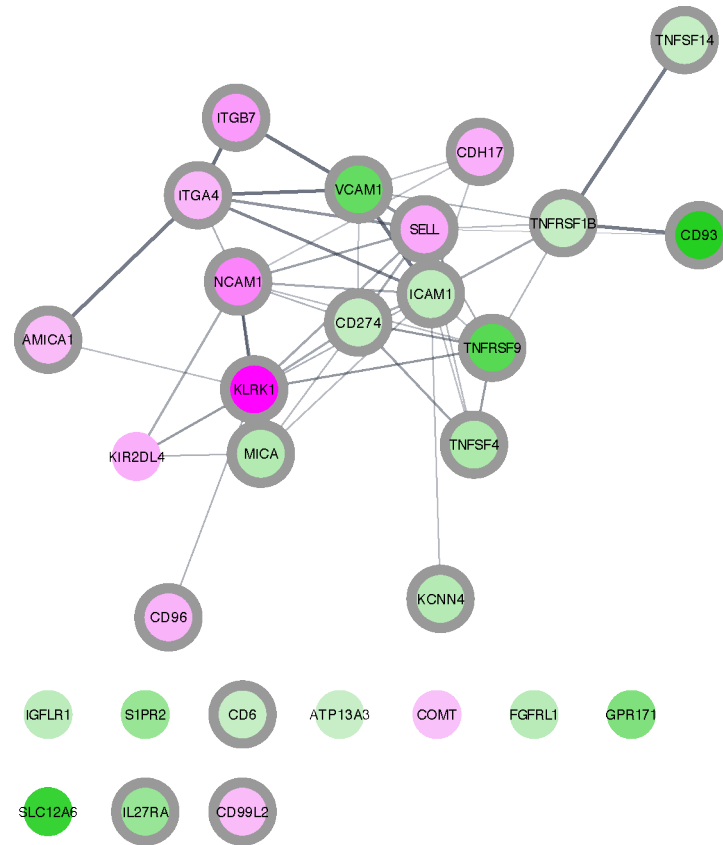 TNFSF14
ITGB7
CDH17
ITGA4
VCAM1
TNFRSF1B
SELL
CD93
NCAM1
ICAM1
CD274
AMICA1
TNFRSF9
KLRK1
KIR2DL4
MICA
TNFSF4
KCNN4
CD96
IGFLR1
S1PR2
CD6
ATP13A3
COMT
FGFRL1
GPR171
SLC12A6
IL27RA
CD99L2